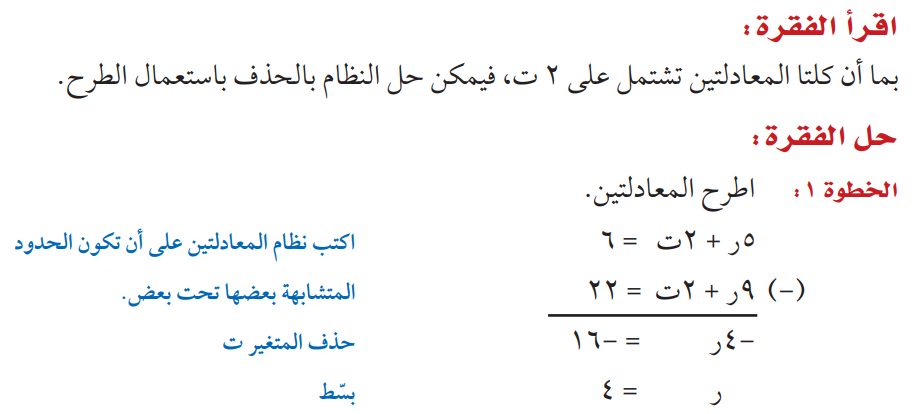 اقرأ الفقرة:
بما أن كلتا المعادلتين تشتمل على ٢ ت، فيمكن حل النظام بالحذف باستعمال الطرح.
حل الفقرة:
الخطوة ١: اطرح المعادلتين.
٥ر + ٢ت = ٦ اكتب نظام المعادلتين على أن تكون الحدود
(–) ٩ر + ٢ت = ٢٢ المتشابهة بعضها تحت بعض.
–٤ر = –١٦ حذف المتغير ت
ر = ٤ بسّط